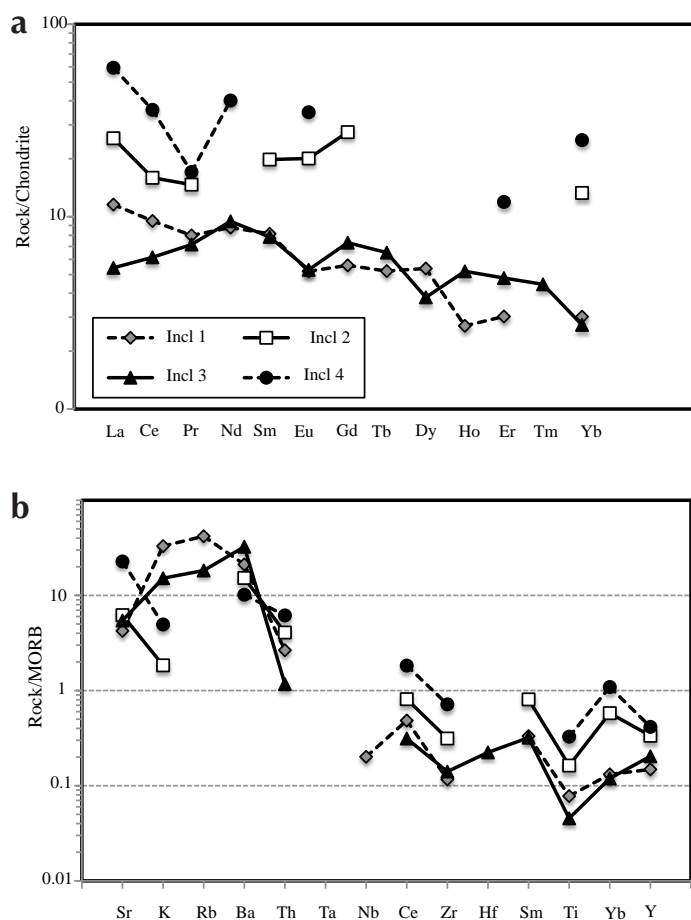 a
100
10
0
Rock/Chondrite
Incl 1
Incl 2
Incl 3
Incl 4
La Ce Pr Nd Sm Eu Gd Tb Dy Ho Er Tm Yb
b
10
1
0.1
0.01
Rock/MORB
Sr K Rb Ba Th Ta Nb Ce Zr Hf Sm Ti Yb Y